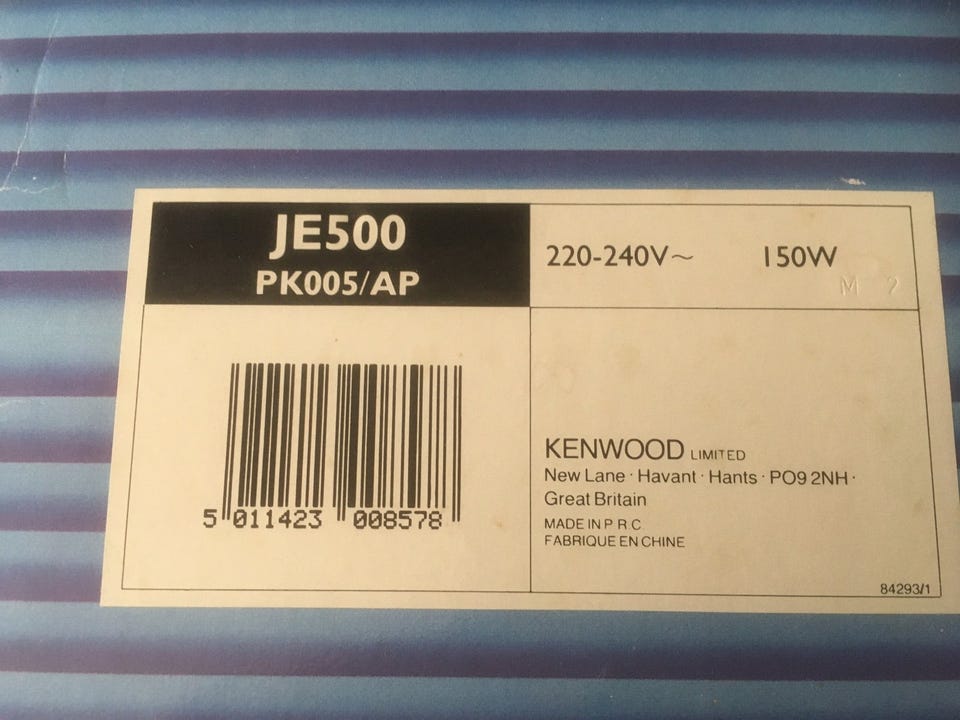 JE500
PK005/AP
220-240V~ 150W
M 2
5 011423 008578
KENWOOD LIMITED
New Lane · Havant · Hants · PO9 2NH ·
Great Britain
MADE IN P R C
FABRIQUE EN CHINE
84293/1